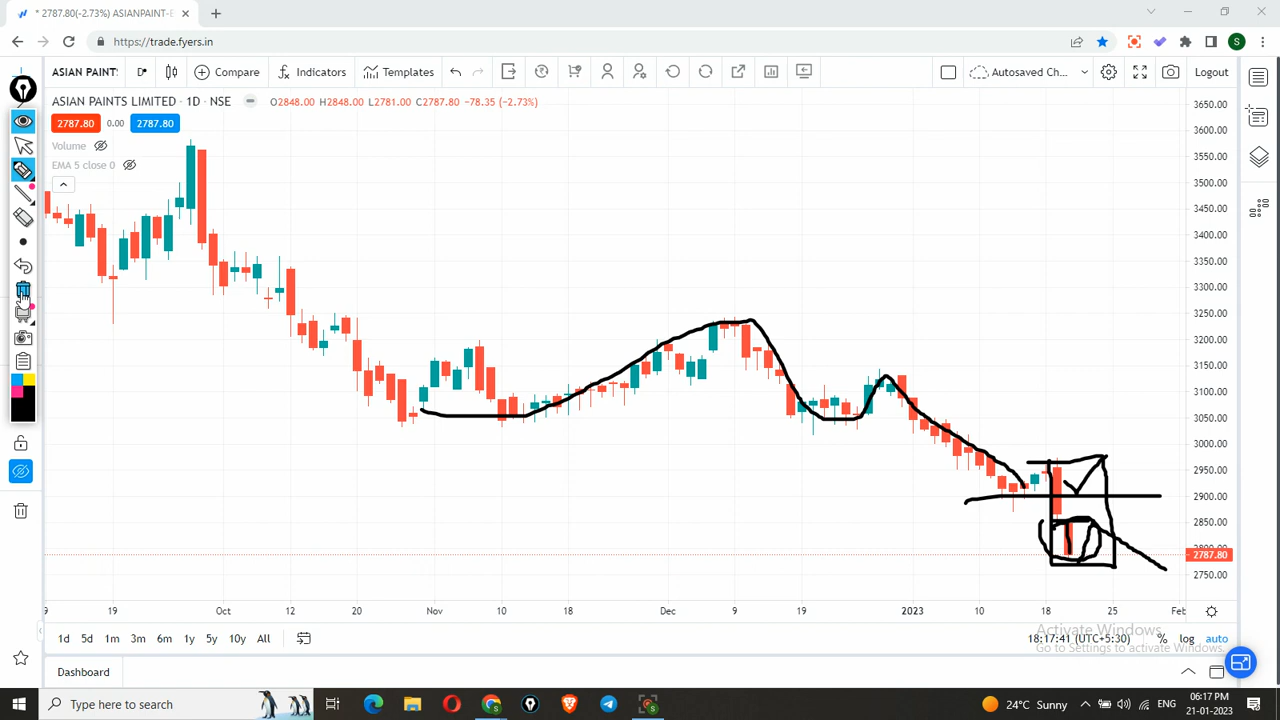 * 2787.80(-2.73%) ASIANPAINT-E
https://trade.fyers.in
S
ASIAN PAINT:
Compare
Indicators
Templates
Autosaved Ch...
Logout
ASIAN PAINTS LIMITED · 1D · NSE
O2848.00 H2848.00 L2781.00 C2787.80 -78.35 (-2.73%)
2787.80 0.00 2787.80
Volume
EMA 5 close 0
3650.00
3600.00
3550.00
3500.00
3450.00
3400.00
3350.00
3300.00
3250.00
3200.00
3150.00
3100.00
3050.00
3000.00
2950.00
2900.00
2850.00
2800.00
2787.80
2750.00
9 19 Oct 12 20 Nov 10 18 Dec 9 19 2023 10 18 25 Feb
1d 5d 1m 3m 6m 1y 5y 10y All
18:17:41 (UTC+5:30) % log auto
Activate Windows
Go to Settings to activate Windows.
Dashboard
Type here to search
24°C Sunny
ENG
06:17 PM
21-01-2023